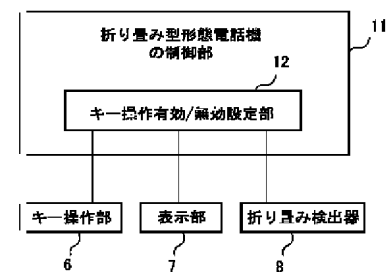 折り畳み型形態電話機
の制御部
11
12
キー操作有効/無効設定部
キー操作部
表示部
折り畳み検出器
6
7
8